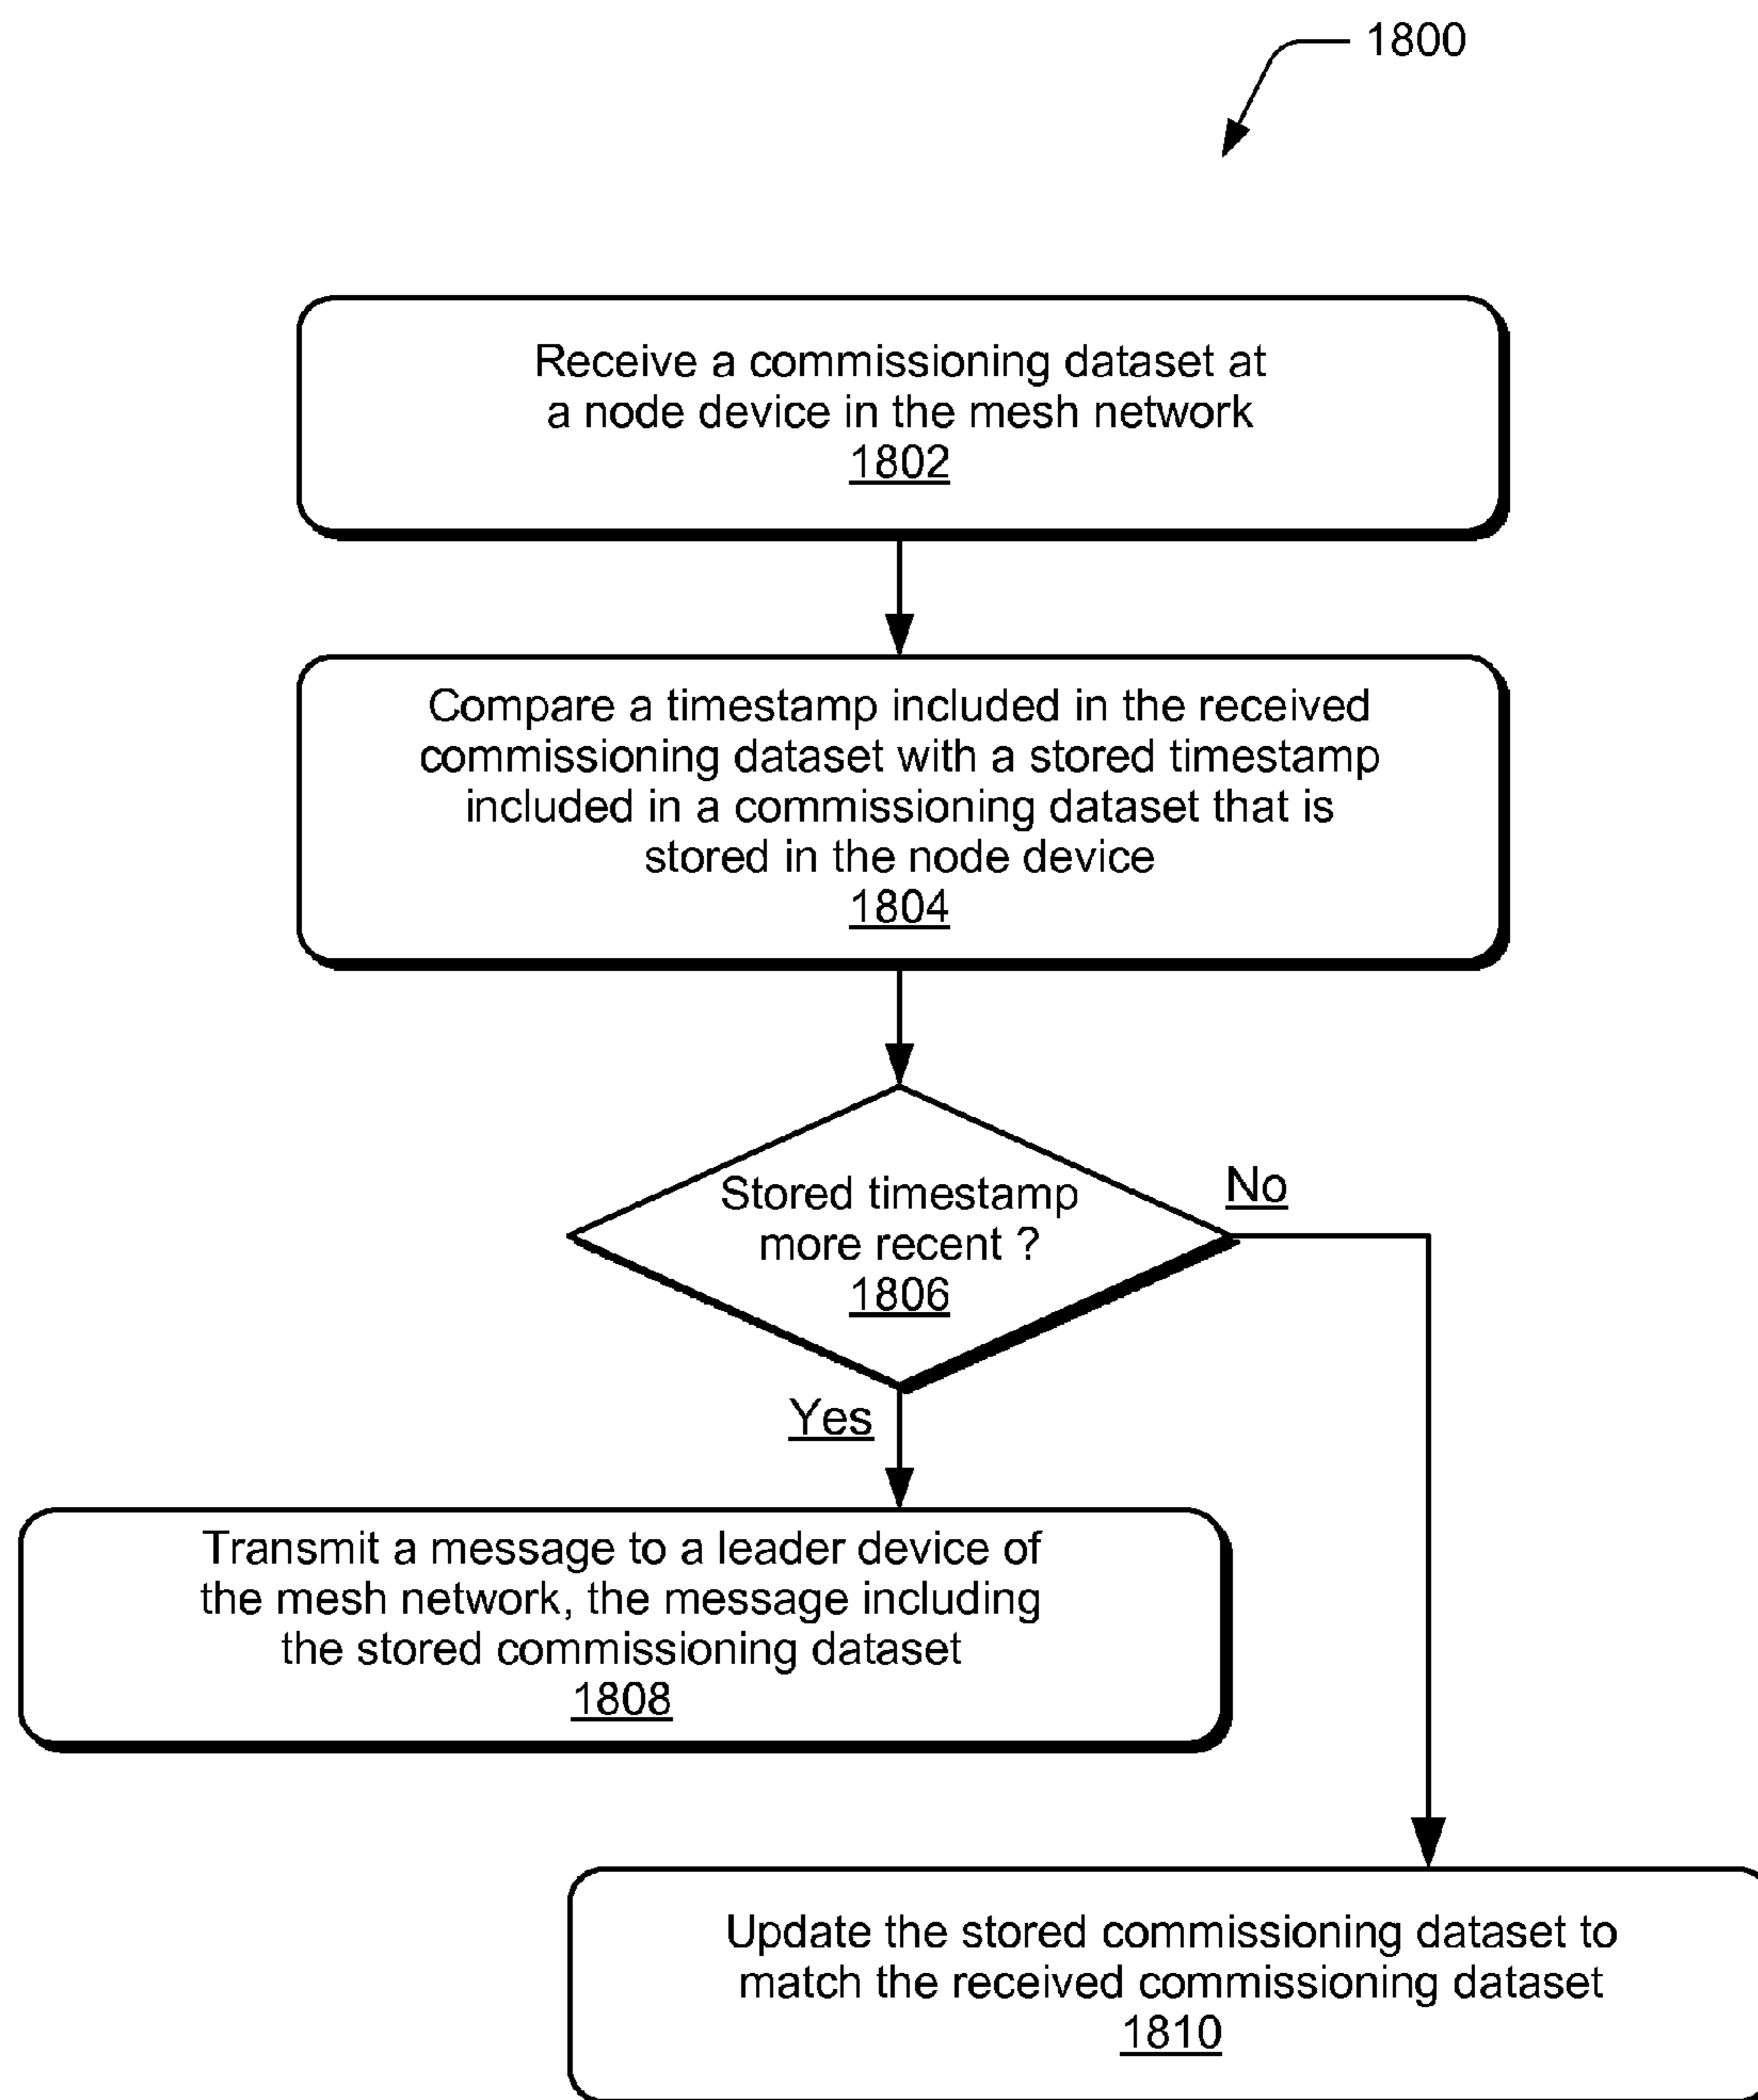 1800
Receive a commissioning dataset at
a node device in the mesh network
1802
Compare a timestamp included in the received
commissioning dataset with a stored timestamp
included in a commissioning dataset that is
stored in the node device
1804
Stored timestamp
more recent ?
1806
No
Yes
Transmit a message to a leader device of
the mesh network, the message including
the stored commissioning dataset
1808
Update the stored commissioning dataset to
match the received commissioning dataset
1810